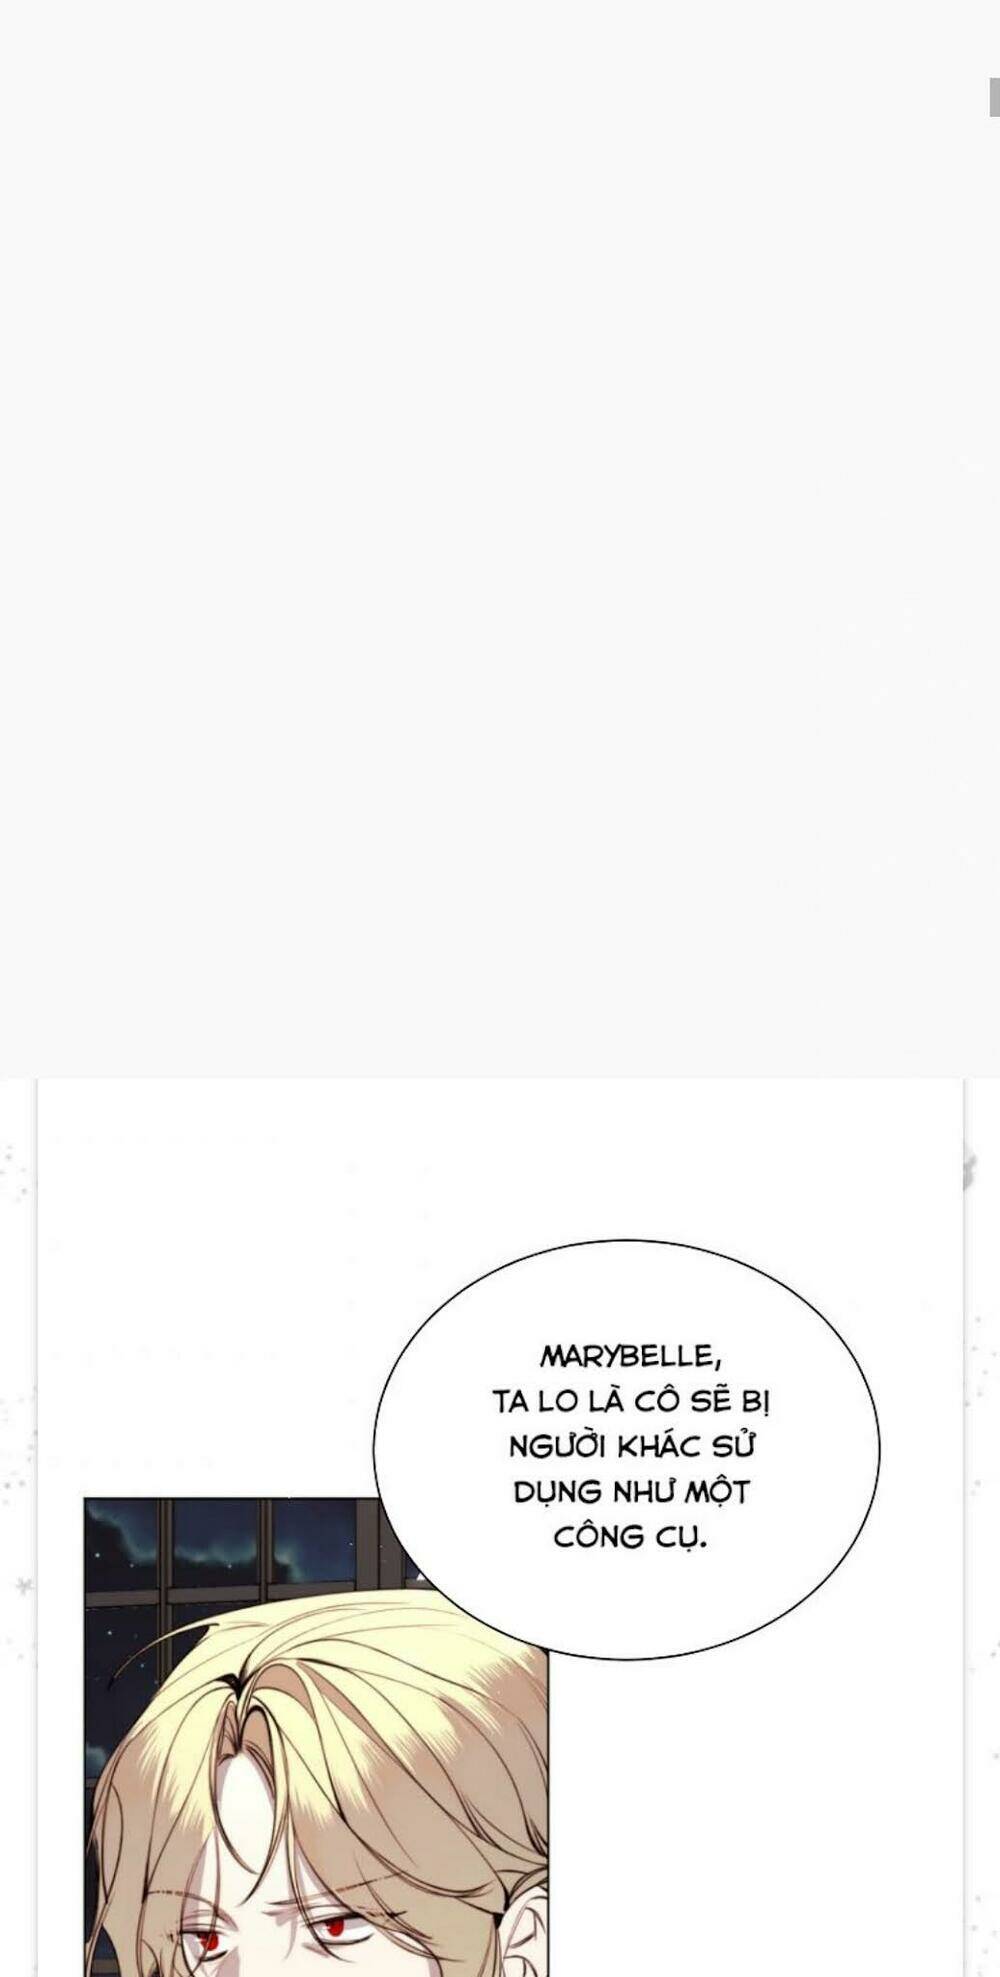 MARYBELLE,
TA LO LÀ CÔ SẼ BỊ
NGƯỜI KHÁC SỬ
DỤNG NHƯ MỘT
CÔNG CỤ.